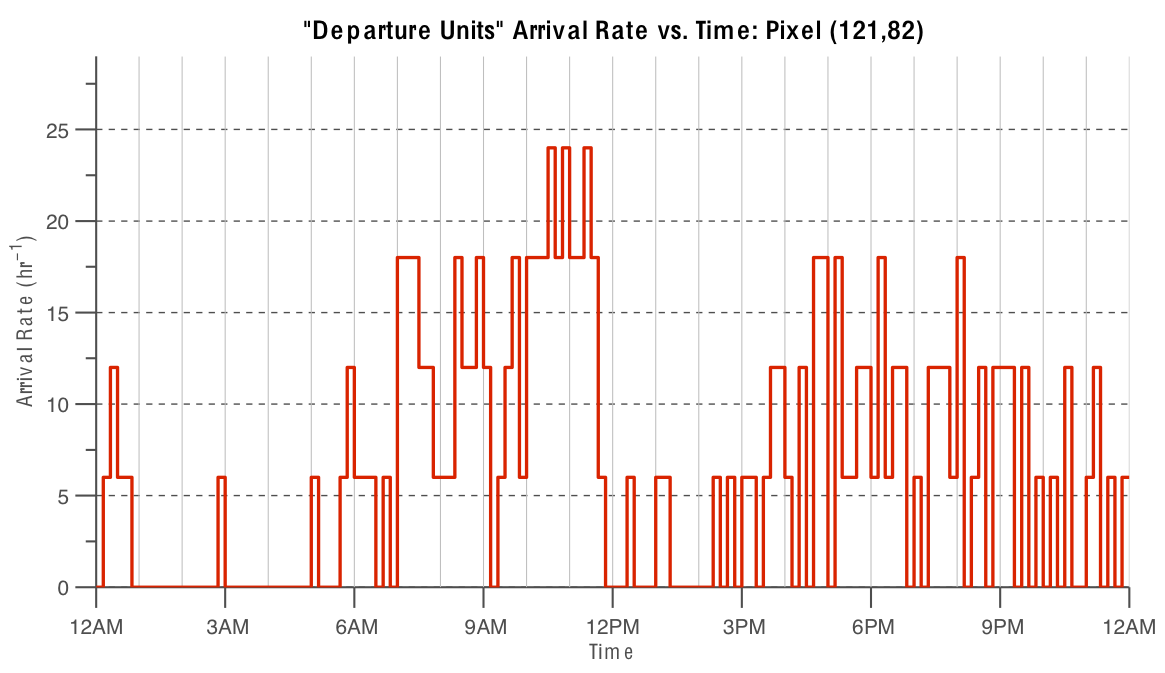 "Departure Units" Arrival Rate vs. Time: Pixel (121,82)
Arrival Rate (hr⁻¹)
25
20
15
10
5
0
12AM 3AM 6AM 9AM 12PM 3PM 6PM 9PM 12AM
Time